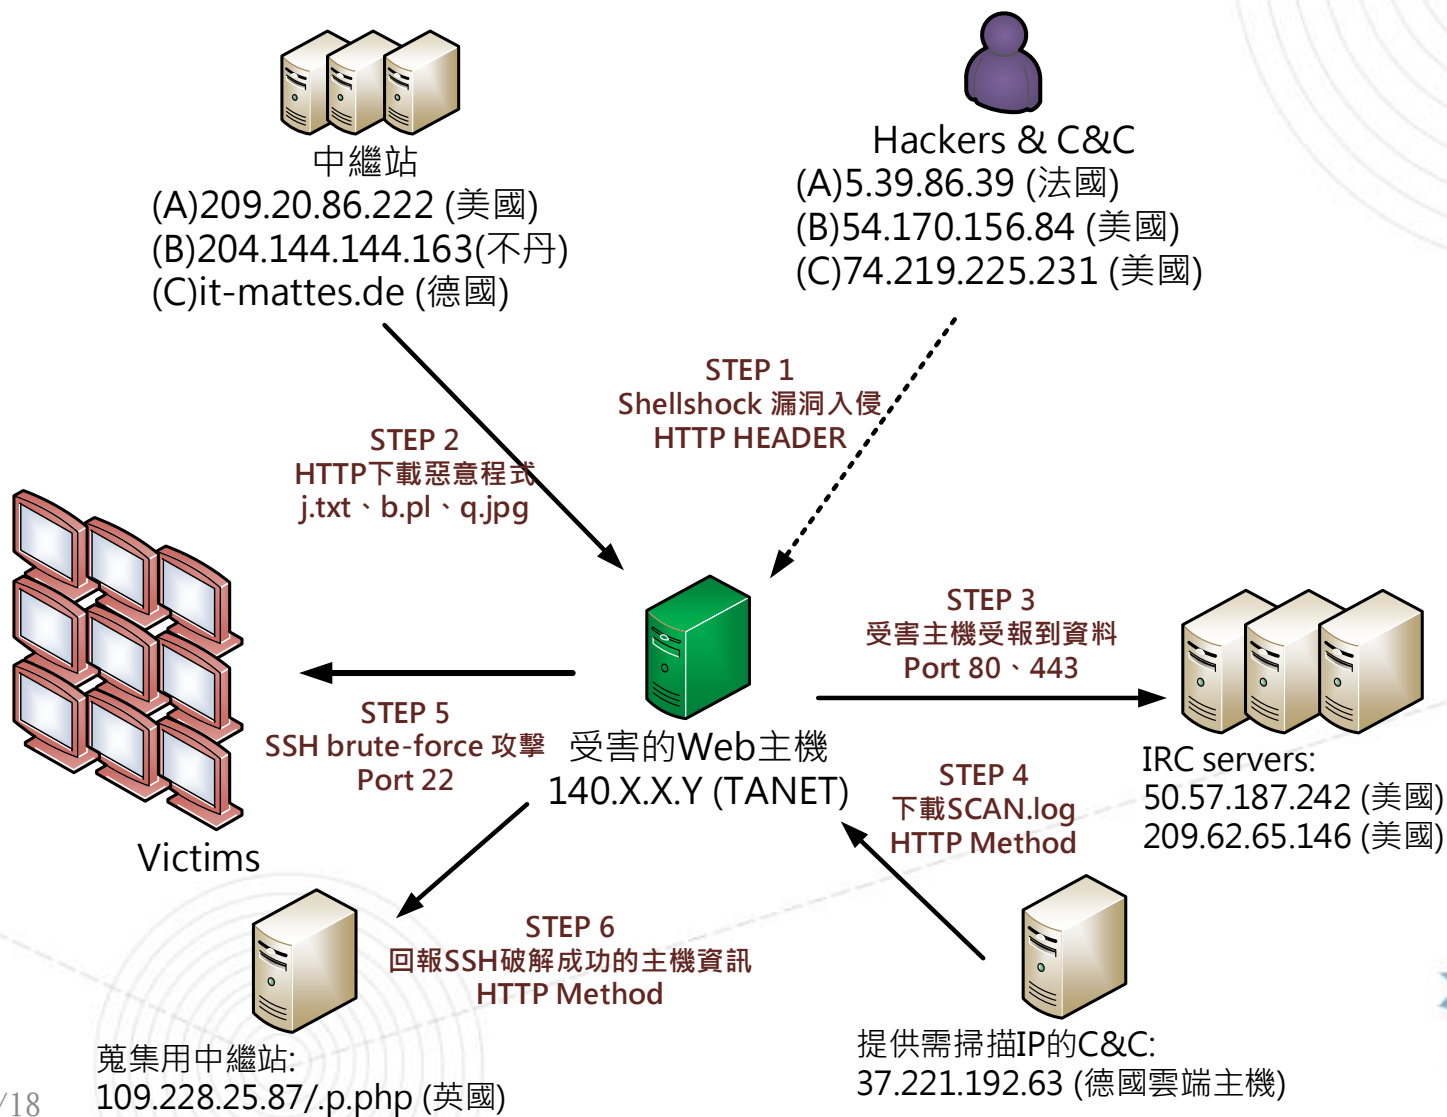 中繼站
(A)209.20.86.222 (美國)
(B)204.144.144.163(不丹)
(C)it-mattes.de (德國)
Hackers & C&C
(A)5.39.86.39 (法國)
(B)54.170.156.84 (美國)
(C)74.219.225.231 (美國)
STEP 1
Shellshock 漏洞入侵
HTTP HEADER
STEP 2
HTTP下載惡意程式
j.txt、b.pl、q.jpg
STEP 3
受害主機受報到資料
Port 80、443
IRC servers:
50.57.187.242 (美國)
209.62.65.146 (美國)
受害的Web主機
140.X.X.Y (TANET)
STEP 4
下載SCAN.log
HTTP Method
STEP 5
SSH brute-force 攻擊
Port 22
Victims
STEP 6
回報SSH破解成功的主機資訊
HTTP Method
蒐集用中繼站:
109.228.25.87/.p.php (英國)
提供需掃描IP的C&C:
37.221.192.63 (德國雲端主機)
/18